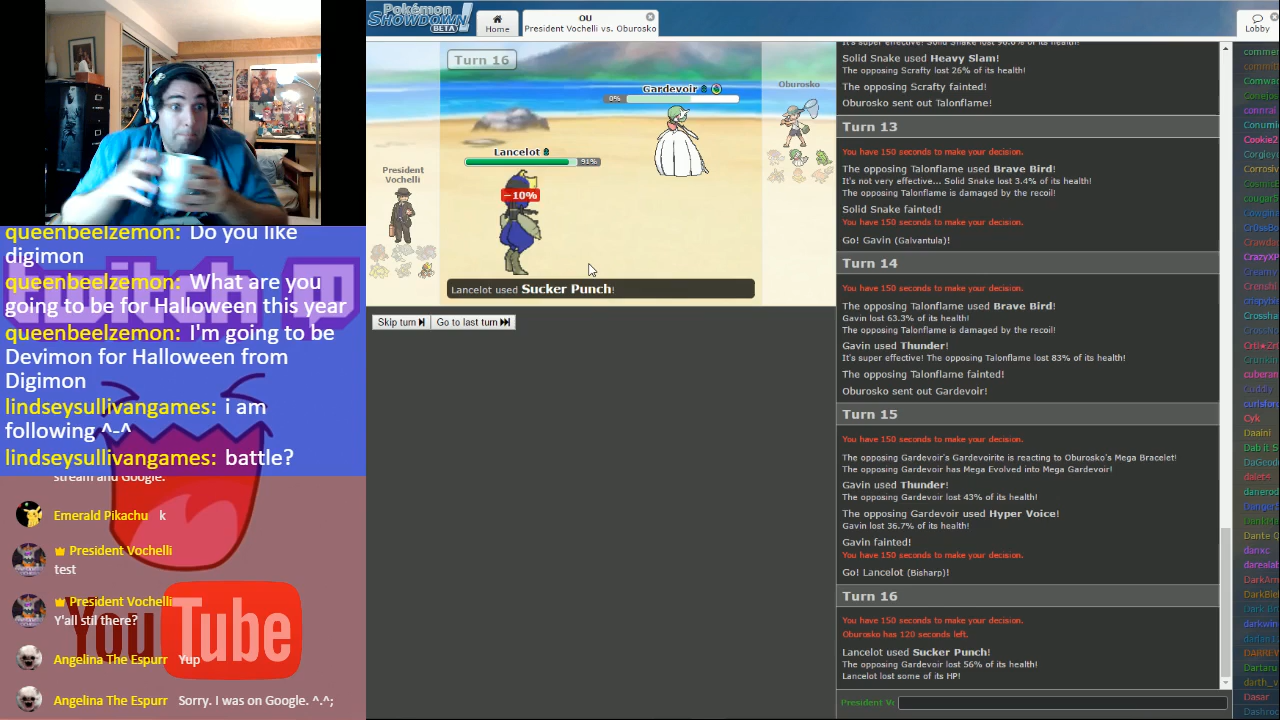 Pokémon
SHOWDOWN!
BETA
Home
OU
President Vochelli vs. Oburosko
Lobby
Turn 16
Gardevoir
0%
Oburosko
Lancelot
91%
−10%
President
Vochelli
Lancelot used Sucker Punch!
Skip turn
Go to last turn
Solid Snake used Heavy Slam!
The opposing Scrafty lost 26% of its health!
The opposing Scrafty fainted!
Oburosko sent out Talonflame!
Turn 13
You have 150 seconds to make your decision.
The opposing Talonflame used Brave Bird!
It's not very effective... Solid Snake lost 3.4% of its health!
The opposing Talonflame is damaged by the recoil!
Solid Snake fainted!
You have 150 seconds to make your decision.
Go! Gavin (Galvantula)!
Turn 14
You have 150 seconds to make your decision.
The opposing Talonflame used Brave Bird!
Gavin lost 63.3% of its health!
The opposing Talonflame is damaged by the recoil!
Gavin used Thunder!
It's super effective! The opposing Talonflame lost 83% of its health!
The opposing Talonflame fainted!
Oburosko sent out Gardevoir!
Turn 15
You have 150 seconds to make your decision.
The opposing Gardevoir's Gardevoirite is reacting to Oburosko's Mega Bracelet!
The opposing Gardevoir has Mega Evolved into Mega Gardevoir!
Gavin used Thunder!
The opposing Gardevoir lost 43% of its health!
The opposing Gardevoir used Hyper Voice!
Gavin lost 36.7% of its health!
Gavin fainted!
You have 150 seconds to make your decision.
Go! Lancelot (Bisharp)!
Turn 16
You have 150 seconds to make your decision.
Oburosko has 120 seconds left.
Lancelot used Sucker Punch!
The opposing Gardevoir lost 56% of its health!
Lancelot lost some of its HP!
President Vc
queenbeelzemon: Do you like
digimon
queenbeelzemon: What are you
going to be for Halloween this year
queenbeelzemon: I'm going to be
Devimon for Halloween from
Digimon
lindseysullivangames: i am
following ^-^
lindseysullivangames: battle?
stream and Google.
Emerald Pikachu k
President Vochelli
test
President Vochelli
Y'all stil there?
Angelina The Espurr Yup
Angelina The Espurr Sorry. I was on Google. ^.^;
YouTube
Cyk
Daaini
Dante
danxc
Dasar